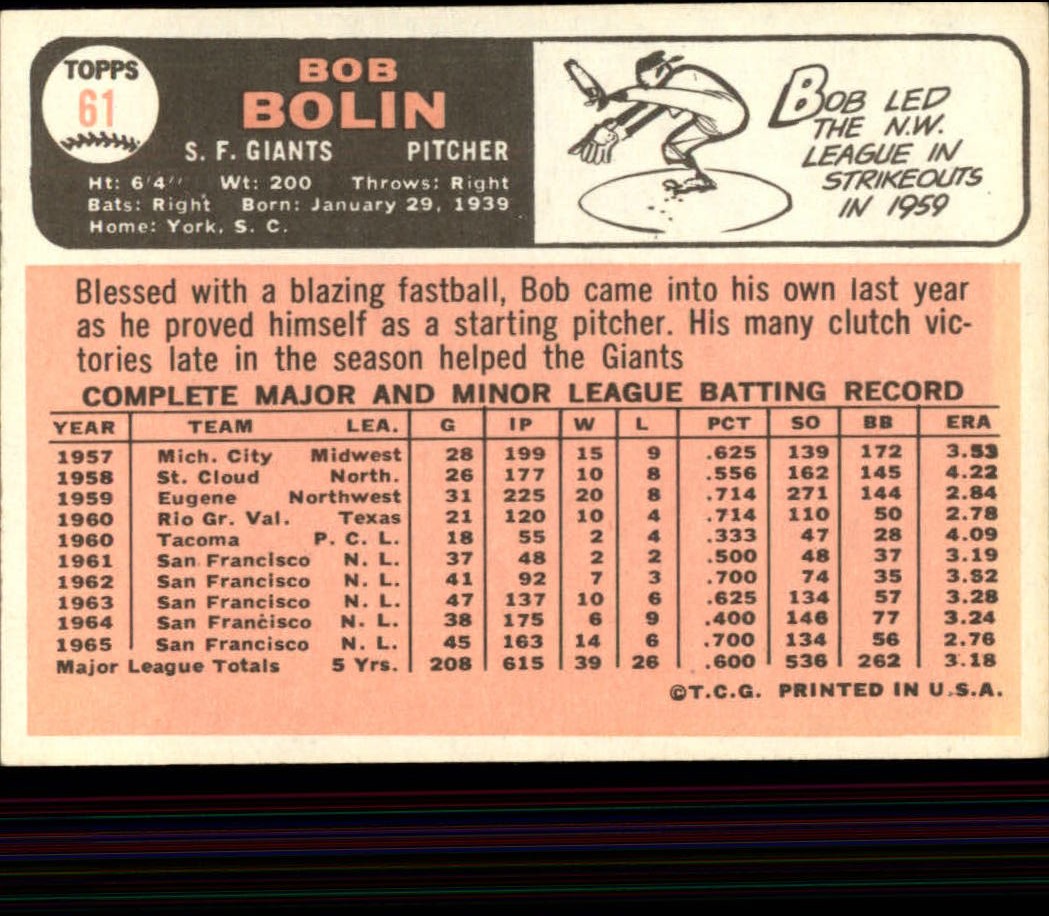 TOPPS
61
BOB
BOLIN
S. F. GIANTS PITCHER
Ht: 6'4'' Wt: 200 Throws: Right
Bats: Right Born: January 29, 1939
Home: York, S. C.
BOB LED
THE N.W.
LEAGUE IN
STRIKEOUTS
IN 1959
Blessed with a blazing fastball, Bob came into his own last year
as he proved himself as a starting pitcher. His many clutch vic-
tories late in the season helped the Giants
COMPLETE MAJOR AND MINOR LEAGUE BATTING RECORD
YEAR TEAM LEA. G IP W L PCT SO BB ERA
1957 Mich. City Midwest 28 199 15 9 .625 139 172 3.53
1958 St. Cloud North. 26 177 10 8 .556 162 145 4.22
1959 Eugene Northwest 31 225 20 8 .714 271 144 2.84
1960 Rio Gr. Val. Texas 21 120 10 4 .714 110 50 2.78
1960 Tacoma P. C. L. 18 55 2 4 .333 47 28 4.09
1961 San Francisco N. L. 37 48 2 2 .500 48 37 3.19
1962 San Francisco N. L. 41 92 7 3 .700 74 35 3.52
1963 San Francisco N. L. 47 137 10 6 .625 134 57 3.28
1964 San Francisco N. L. 38 175 6 9 .400 146 77 3.24
1965 San Francisco N. L. 45 163 14 6 .700 134 56 2.76
Major League Totals 5 Yrs. 208 615 39 26 .600 536 262 3.18
©T.C.G. PRINTED IN U.S.A.